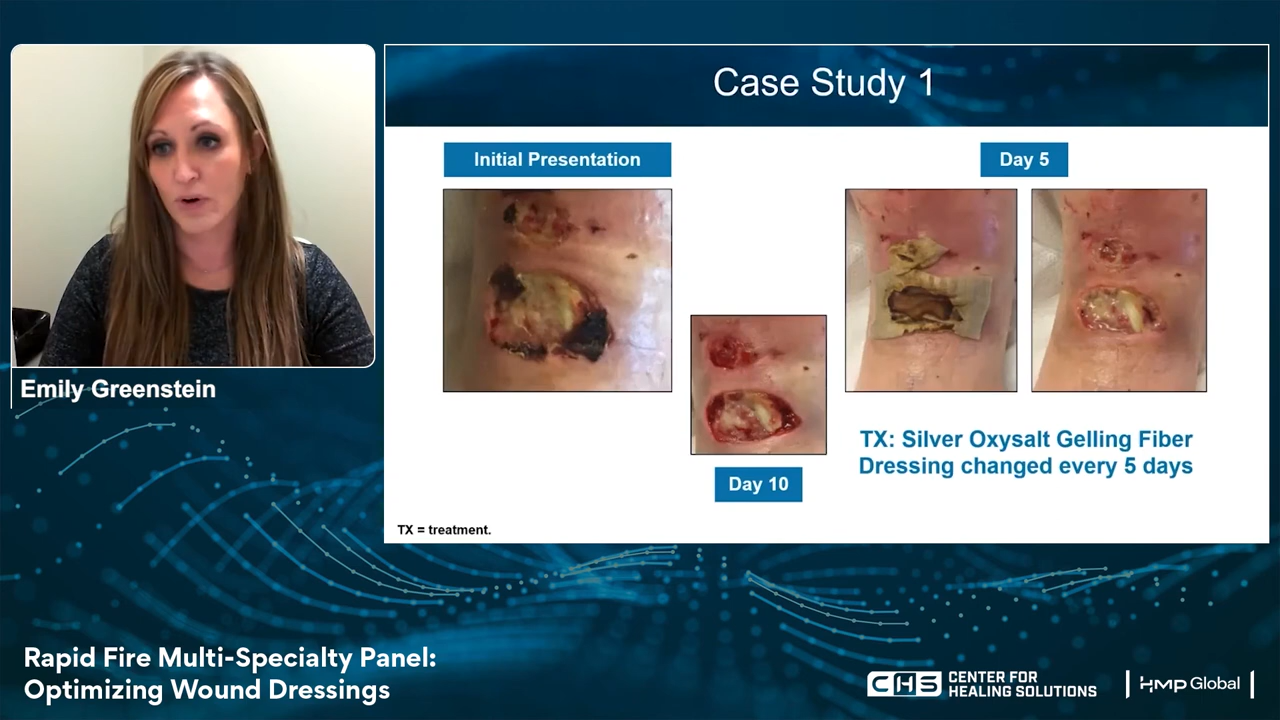 Case Study 1
Initial Presentation
Day 5
Day 10
TX: Silver Oxysalt Gelling Fiber
Dressing changed every 5 days
TX = treatment.
Emily Greenstein
Rapid Fire Multi-Specialty Panel:
Optimizing Wound Dressings
CHS CENTER FOR
HEALING SOLUTIONS
HMP Global